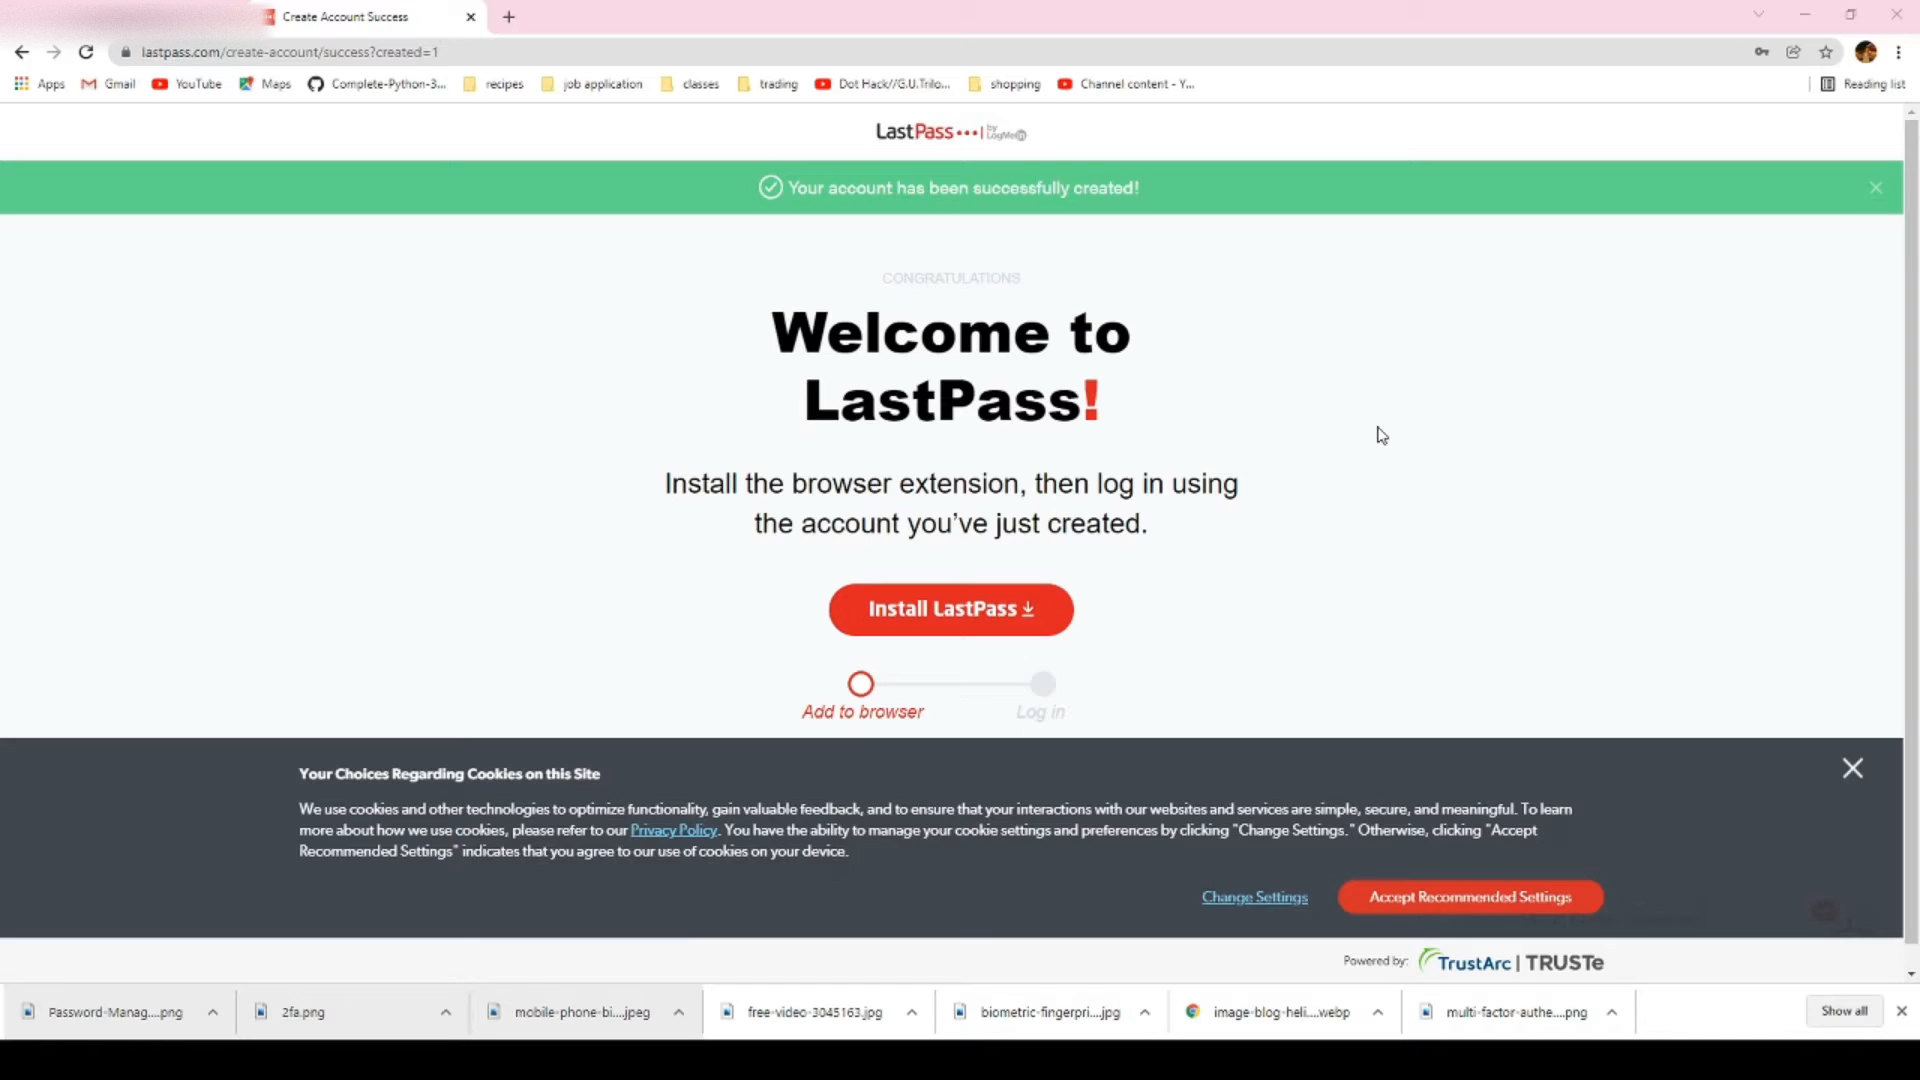 Create Account Success
lastpass.com/create-account/success?created=1
Apps Gmail YouTube Maps Complete-Python-3... recipes job application classes trading Dot Hack//G.U.Trilo... shopping Channel content - Y... Reading list
LastPass •••| by LogMeIn
Your account has been successfully created!
CONGRATULATIONS
Welcome to
LastPass!
Install the browser extension, then log in using
the account you’ve just created.
Install LastPass
Add to browser Log in
Your Choices Regarding Cookies on this Site
We use cookies and other technologies to optimize functionality, gain valuable feedback, and to ensure that your interactions with our websites and services are simple, secure, and meaningful. To learn
more about how we use cookies, please refer to our Privacy Policy. You have the ability to manage your cookie settings and preferences by clicking "Change Settings." Otherwise, clicking "Accept
Recommended Settings" indicates that you agree to our use of cookies on your device.
Change Settings Accept Recommended Settings
Powered by: TrustArc | TRUSTe
Password-Manag....png 2fa.png mobile-phone-bi....jpeg free-video-3045163.jpg biometric-fingerpri....jpg image-blog-heli....webp multi-factor-authe....png Show all